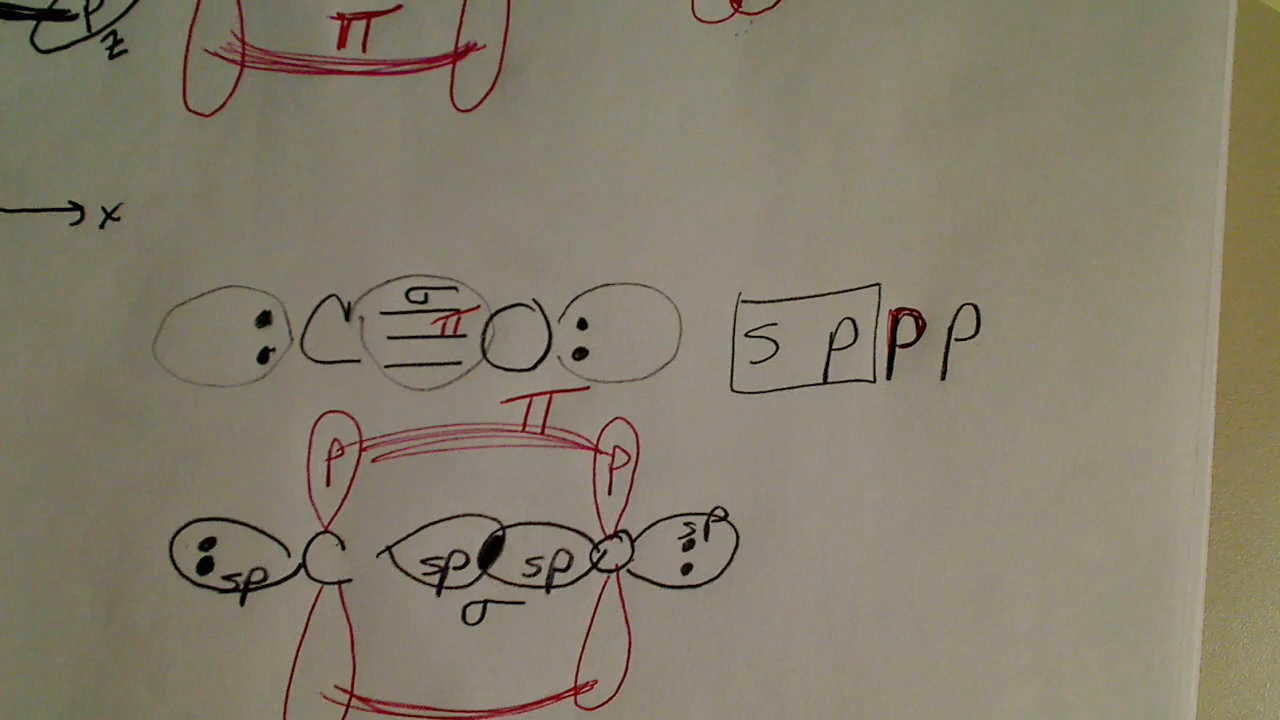 P z
π
x
: C ≡ O : s p p p
σ
π
π
p p
: sp C sp sp O sp :
σ